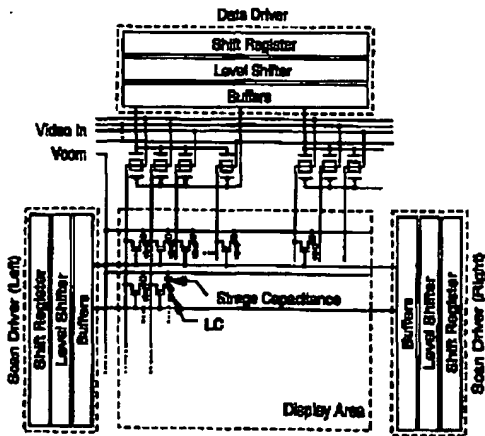 Data Driver
Shift Register
Level Shifter
Buffers
Video In
Vcom
Scan Driver (Left)
Shift Register
Level Shifter
Buffers
Strage Capacitance
LC
Display Area
Buffers
Level Shifter
Shift Register
Scan Driver (Right)